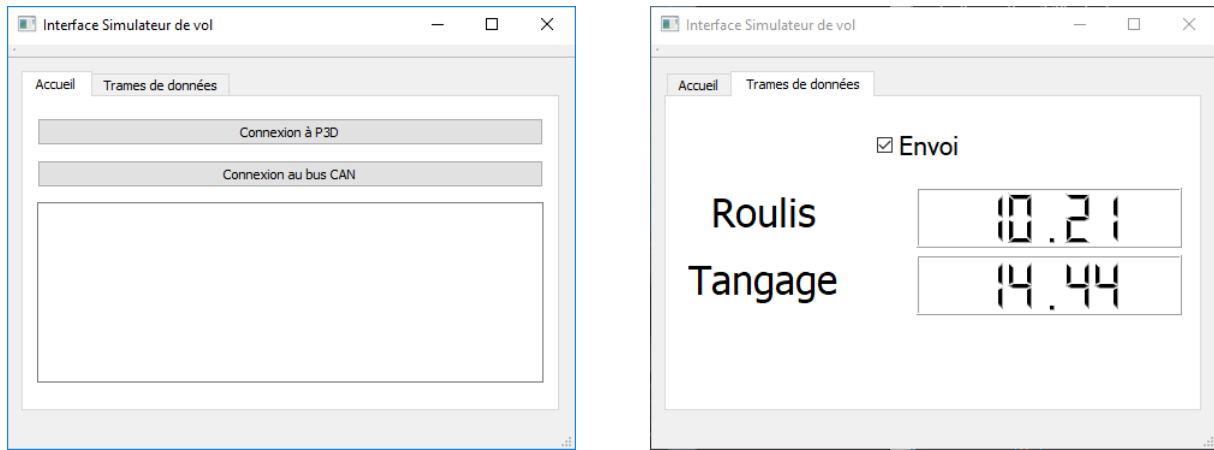 Interface Simulateur de vol
Accueil Trames de données
Connexion à P3D
Connexion au bus CAN
Interface Simulateur de vol
Accueil Trames de données
Envoi
Roulis 10.21
Tangage 14.44